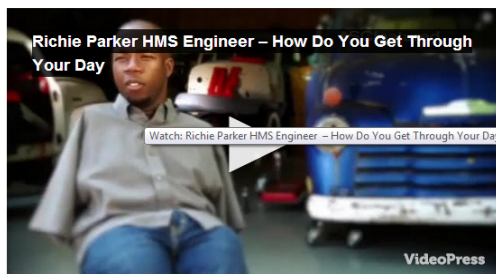 Richie Parker HMS Engineer – How Do You Get Through
Your Day
Watch: Richie Parker HMS Engineer – How Do You Get Through Your Day
VideoPress